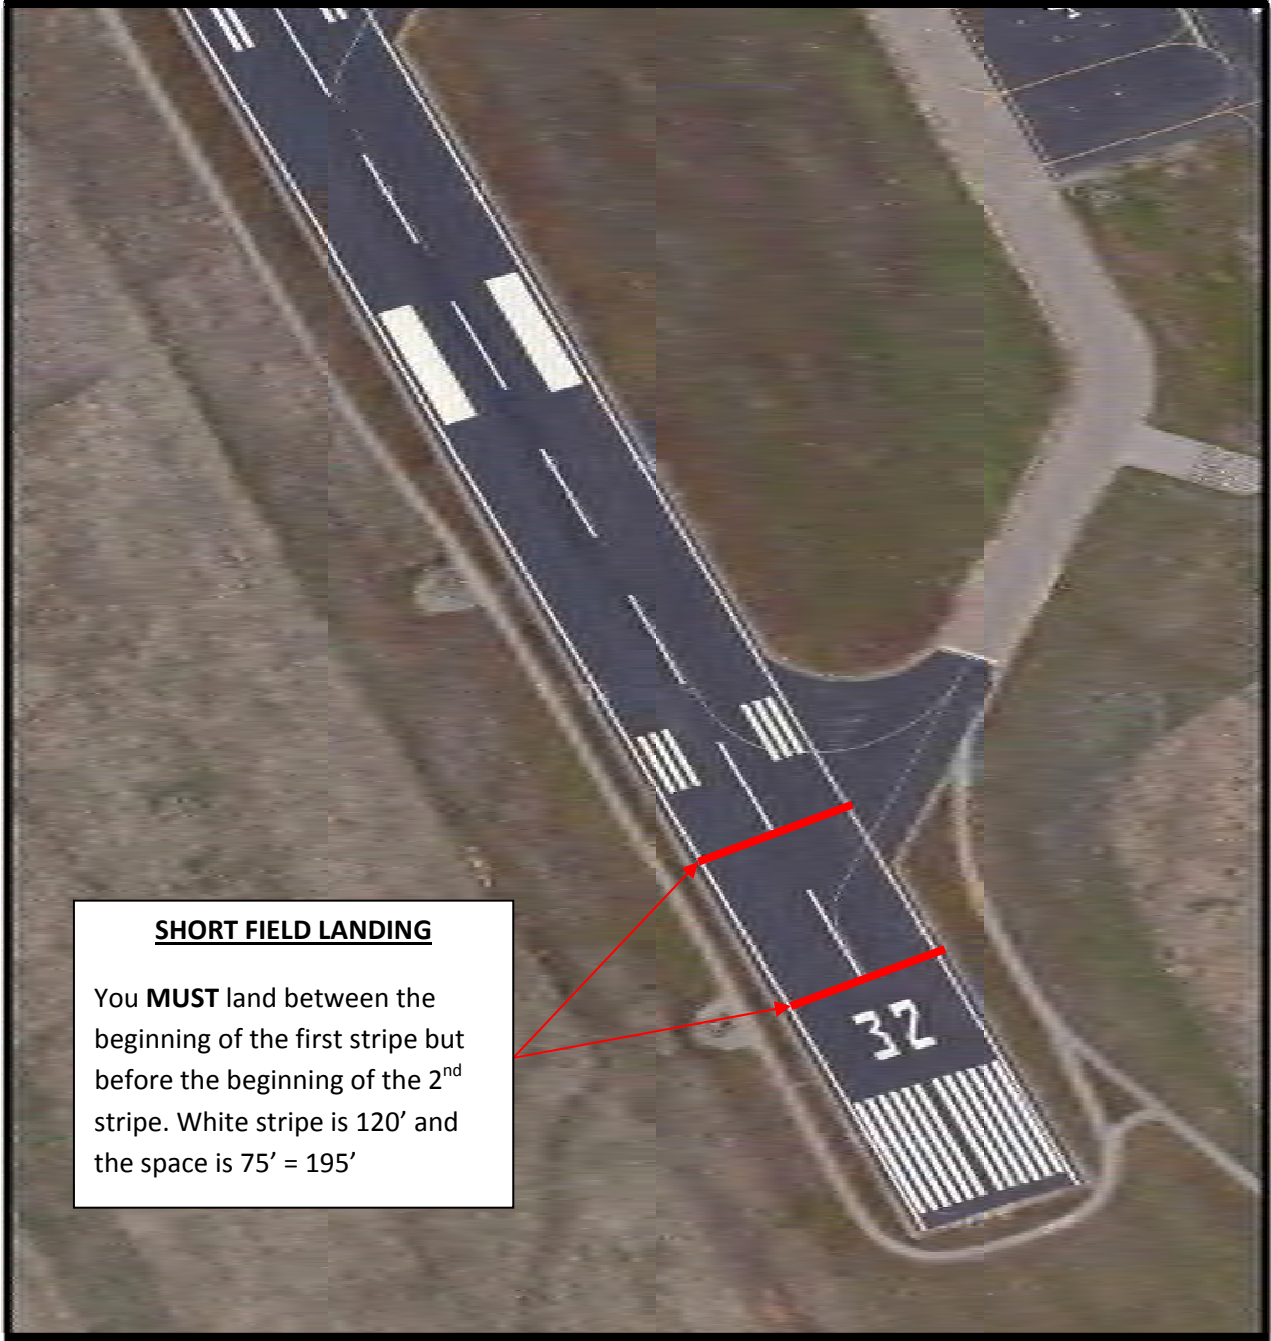 SHORT FIELD LANDING
You MUST land between the
beginning of the first stripe but
before the beginning of the 2nd
stripe. White stripe is 120’ and
the space is 75’ = 195’
32